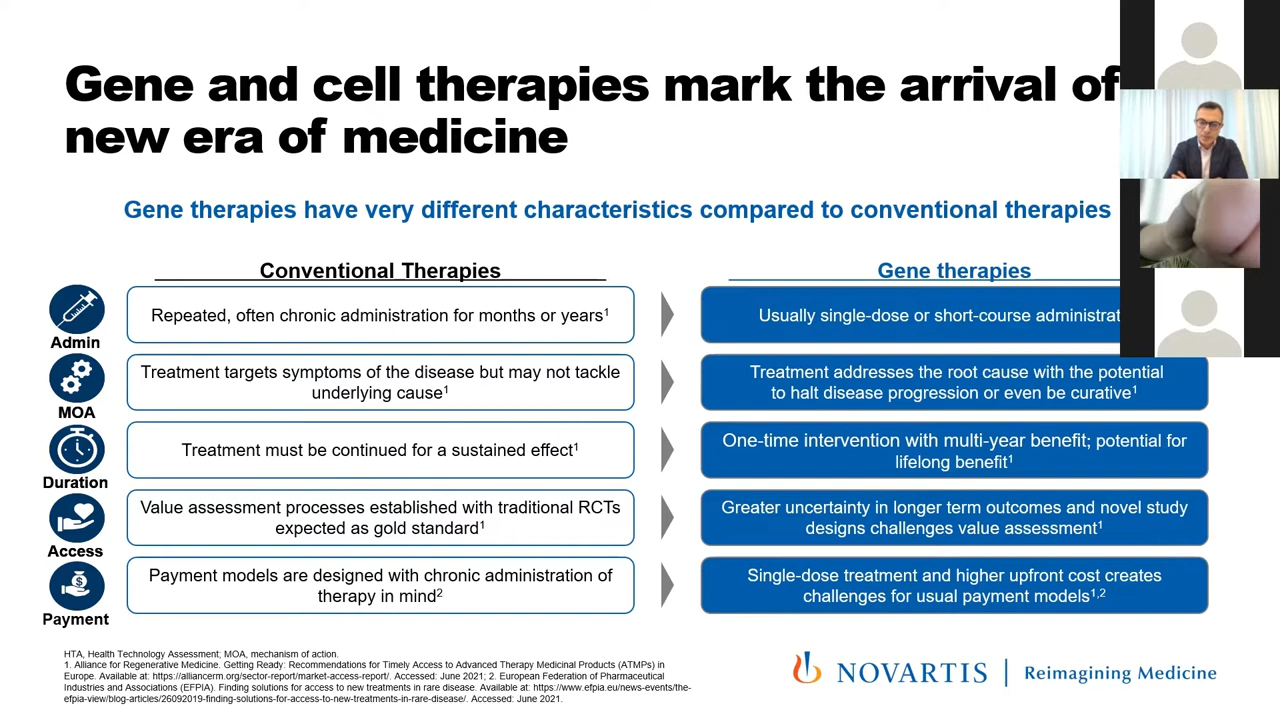 Gene and cell therapies mark the arrival of
new era of medicine
Gene therapies have very different characteristics compared to conventional therapies
Conventional Therapies
Gene therapies
Admin
Repeated, often chronic administration for months or years¹
Usually single-dose or short-course administrat
MOA
Treatment targets symptoms of the disease but may not tackle
underlying cause¹
Treatment addresses the root cause with the potential
to halt disease progression or even be curative¹
Duration
Treatment must be continued for a sustained effect¹
One-time intervention with multi-year benefit; potential for
lifelong benefit¹
Access
Value assessment processes established with traditional RCTs
expected as gold standard¹
Greater uncertainty in longer term outcomes and novel study
designs challenges value assessment¹
Payment
$
Payment models are designed with chronic administration of
therapy in mind²
Single-dose treatment and higher upfront cost creates
challenges for usual payment models¹,²
HTA, Health Technology Assessment; MOA, mechanism of action.
1. Alliance for Regenerative Medicine. Getting Ready: Recommendations for Timely Access to Advanced Therapy Medicinal Products (ATMPs) in
Europe. Available at: https://alliancerm.org/sector-report/market-access-report/. Accessed: June 2021; 2. European Federation of Pharmaceutical
Industries and Associations (EFPIA). Finding solutions for access to new treatments in rare disease. Available at: https://www.efpia.eu/news-events/the-
efpia-view/blog-articles/26092019-finding-solutions-for-access-to-new-treatments-in-rare-disease/. Accessed: June 2021.
NOVARTIS | Reimagining Medicine